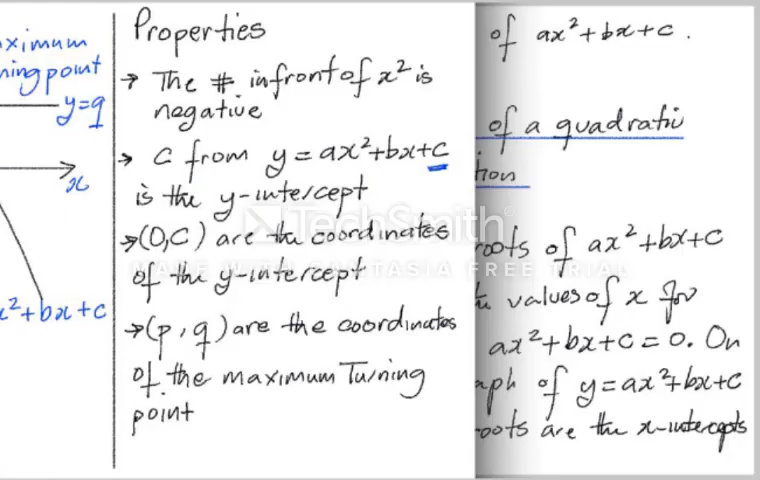 ximum
ning point
y=q
x
x²+bx+c
Properties
→ The # infront of x² is
negative
→ C from y = ax²+bx+c
is the y-intercept
→(0,C) are the coordinates
of the y-intercept
→(p,q) are the coordinates
of the maximum Turning
point
of ax²+bx+c.
of a quadratic
tion
roots of ax²+bx+c
values of x for
ax²+bx+c=0. On
aph of y=ax²+bx+c
roots are the x-intercepts
TechSmith
MADE WITH CAMTASIA FREE TRIAL